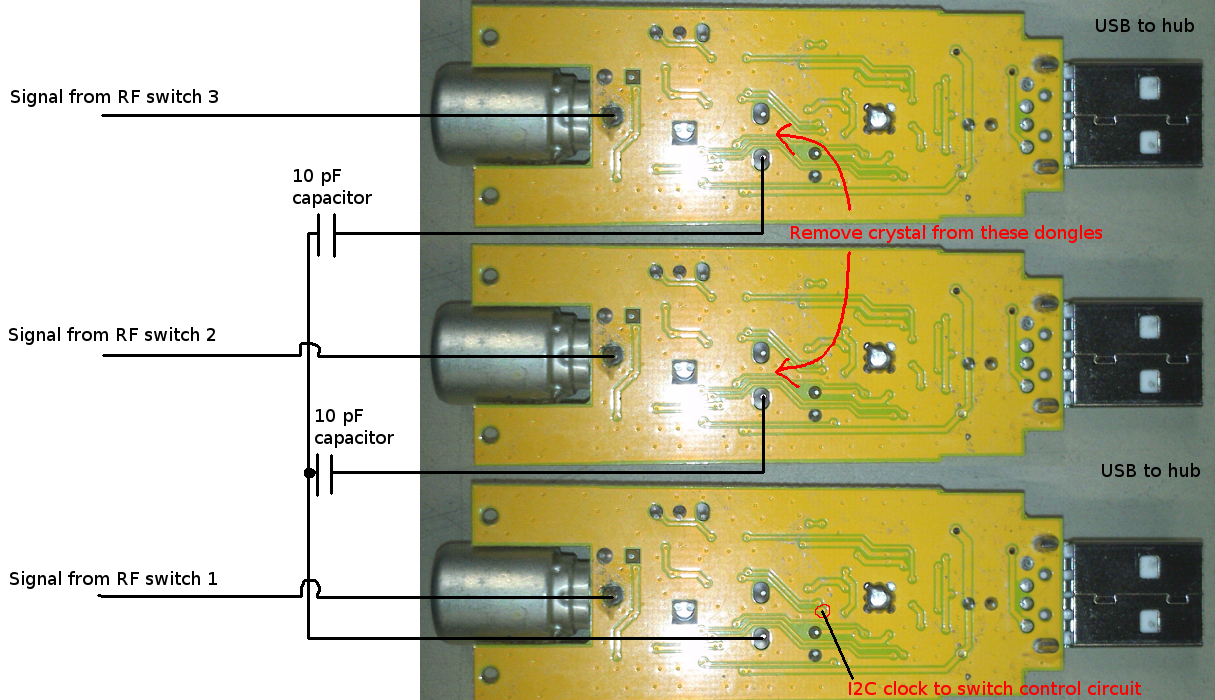 USB to hub
Signal from RF switch 3
10 pF
capacitor
Remove crystal from these dongles
Signal from RF switch 2
10 pF
capacitor
USB to hub
Signal from RF switch 1
I2C clock to switch control circuit